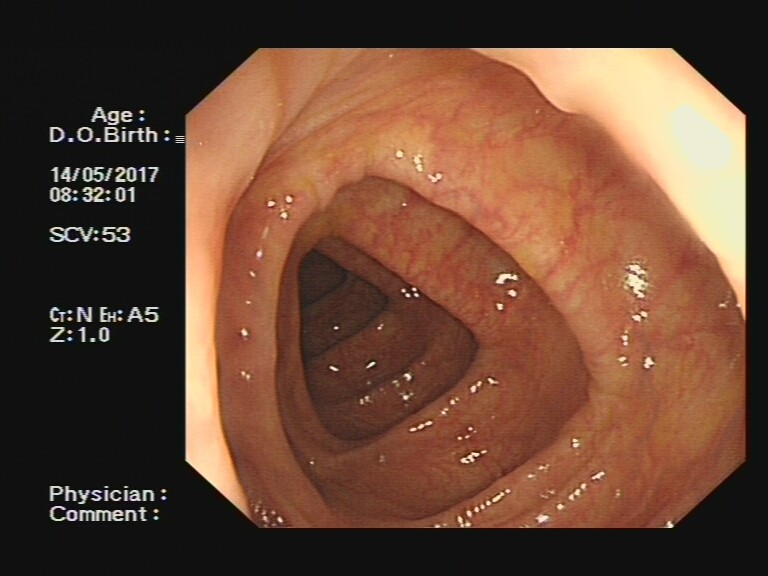 Age:
D.O.Birth:
14/05/2017
08:32:01
SCV:53
Ct:N Eh:A5
Z:1.0
Physician:
Comment: